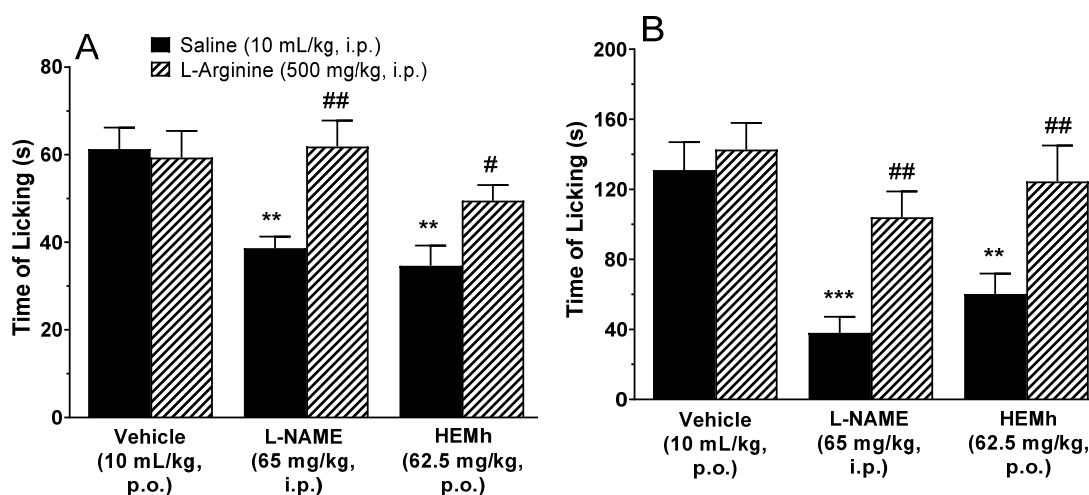 A
Saline (10 mL/kg, i.p.)
L-Arginine (500 mg/kg, i.p.)
Time of Licking (s)
80
60
40
20
0
##
#
**
**
Vehicle
(10 mL/kg,
p.o.)
L-NAME
(65 mg/kg,
i.p.)
HEMh
(62.5 mg/kg,
p.o.)
B
Time of Licking (s)
200
160
120
80
40
0
##
##
***
**
Vehicle
(10 mL/kg,
p.o.)
L-NAME
(65 mg/kg,
i.p.)
HEMh
(62.5 mg/kg,
p.o.)